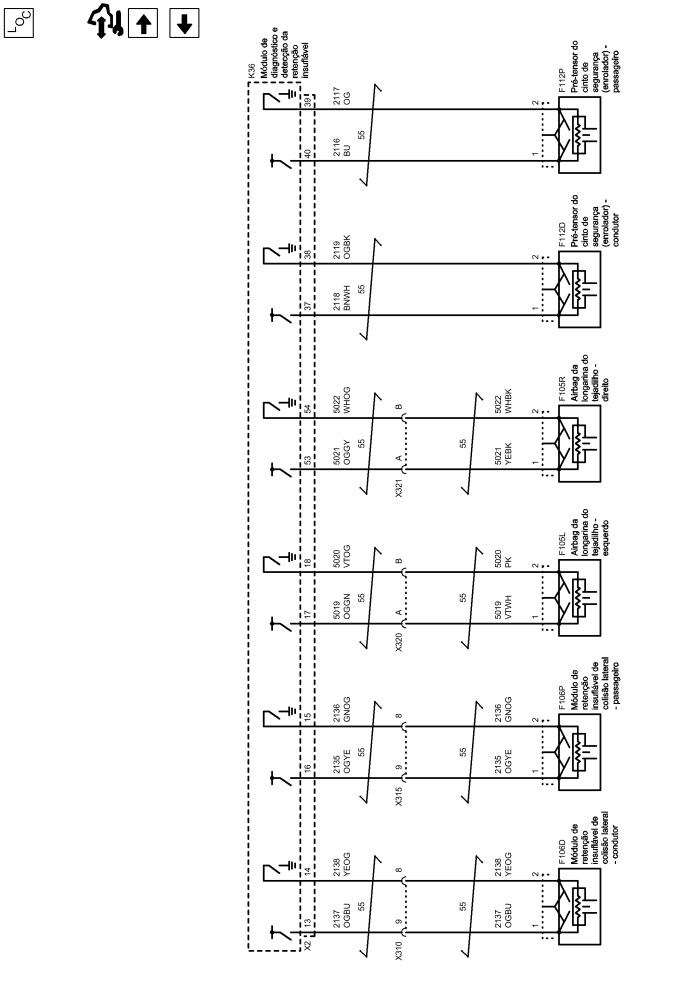 LOC
K36
Módulo de
diagnóstico e
detecção da
retenção
insuflável
39
2117
OG
55
2
F112P
Pré-tensor do
cinto de
segurança
(enrolador) -
passageiro
40
2116
BU
1
38
2119
OGBK
55
2
F112D
Pré-tensor do
cinto de
segurança
(enrolador) -
condutor
37
2118
BNWH
1
54
5022
WHOG
B
5022
WHBK
2
F105R
Airbag da
longarina do
tejadilho -
direito
55
55
53
5021
OGGY
A
X321
5021
YEBK
1
18
5020
VTOG
B
5020
PK
2
F105L
Airbag da
longarina do
tejadilho -
esquerdo
55
55
17
5019
OGGN
A
X320
5019
VTWH
1
15
2136
GNOG
8
2136
GNOG
2
F106P
Módulo de
retenção
insuflável de
colisão lateral
- passageiro
55
55
16
2135
OGYE
9
X315
2135
OGYE
1
14
2138
YEOG
8
2138
YEOG
2
F106D
Módulo de
retenção
insuflável de
colisão lateral
- condutor
55
55
13
X2
2137
OGBU
9
X310
2137
OGBU
1